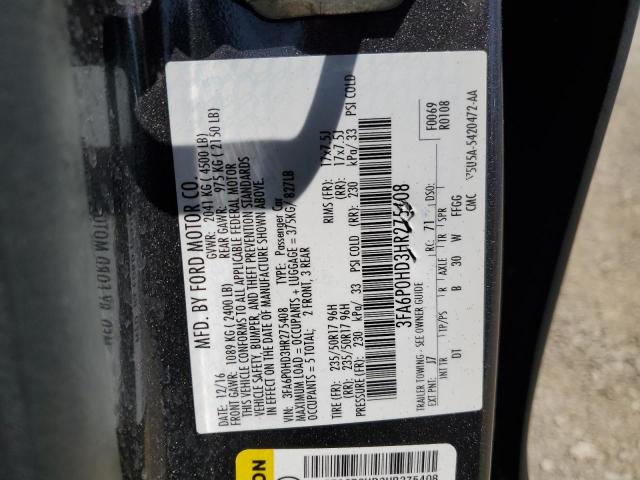 MFD. BY FORD MOTOR CO.
DATE: 12/16 GVWR: 2041 KG ( 4500 LB)
FRONT GAWR: 1089 KG ( 2400 LB) REAR GAWR: 975 KG ( 2150 LB)
THIS VEHICLE CONFORMS TO ALL APPLICABLE FEDERAL MOTOR
VEHICLE SAFETY, BUMPER, AND THEFT PREVENTION STANDARDS
IN EFFECT ON THE DATE OF MANUFACTURE SHOWN ABOVE.
VIN: 3FA6P0HD3HR275408 TYPE: Passenger Car
MAXIMUM LOAD = OCCUPANTS + LUGGAGE = 375KG/ 827LB
OCCUPANTS = 5 TOTAL: 2 FRONT, 3 REAR
TIRE (FR): 235/50R17 96H RIMS (FR): 17x7.5J
(RR): 235/50R17 96H (RR): 17x7.5J
PRESSURE (FR): 230 kPa/ 33 PSI COLD (RR): 230 kPa/ 33 PSI COLD
3FA6P0HD3HR275408
TRAILER TOWING - SEE OWNER GUIDE
F0069
R0108
EXT PNT: J7 RC: 71 DSO:
INT TR TP/PS R AXLE TR SPR
DT B 30 W FFGG
CMC V5U5A-5420472-AA